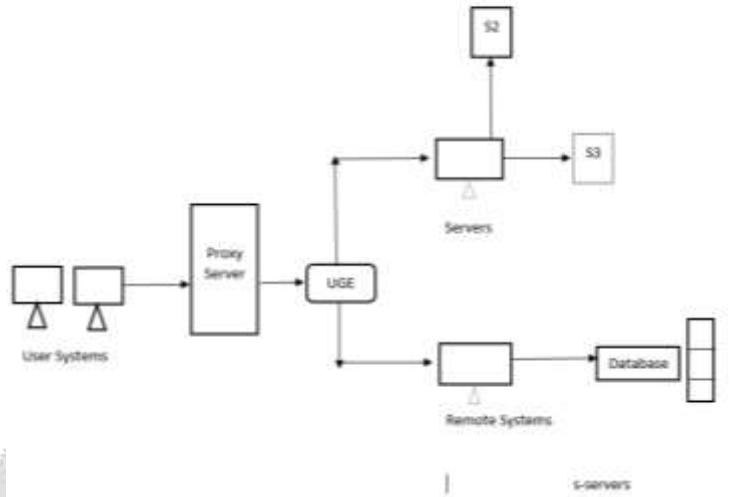 S2
S3
Servers
Proxy
Server
UGE
User Systems
Database
Remote Systems
s-servers